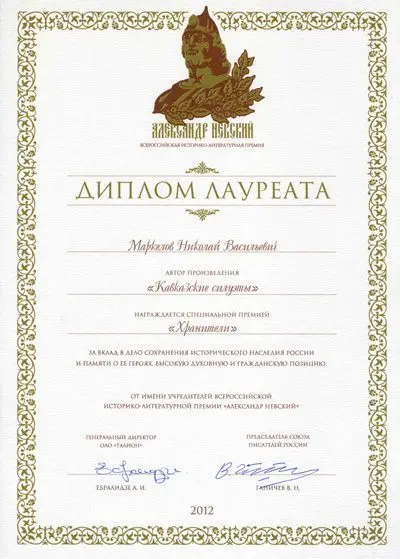 АЛЕКСАНДР НЕВСКИЙ
ВСЕРОССИЙСКАЯ ИСТОРИКО-ЛИТЕРАТУРНАЯ ПРЕМИЯ
ДИПЛОМ ЛАУРЕАТА
Маркелов Николай Васильевич
АВТОР ПРОИЗВЕДЕНИЯ
«Кавказские силуэты»
НАГРАЖДАЕТСЯ СПЕЦИАЛЬНОЙ ПРЕМИЕЙ
«Хранители»
ЗА ВКЛАД В ДЕЛО СОХРАНЕНИЯ ИСТОРИЧЕСКОГО НАСЛЕДИЯ РОССИИ
И ПАМЯТИ О ЕЕ ГЕРОЯХ, ВЫСОКУЮ ДУХОВНУЮ И ГРАЖДАНСКУЮ ПОЗИЦИЮ.
ОТ ИМЕНИ УЧРЕДИТЕЛЕЙ ВСЕРОССИЙСКОЙ
ИСТОРИКО-ЛИТЕРАТУРНОЙ ПРЕМИИ «АЛЕКСАНДР НЕВСКИЙ»
ГЕНЕРАЛЬНЫЙ ДИРЕКТОР
ОАО «ТАЛИОН»
ЕБРАЛИДЗЕ А. И.
ПРЕДСЕДАТЕЛЬ СОЮЗА
ПИСАТЕЛЕЙ РОССИИ
ГАНИЧЕВ В. Н.
2012